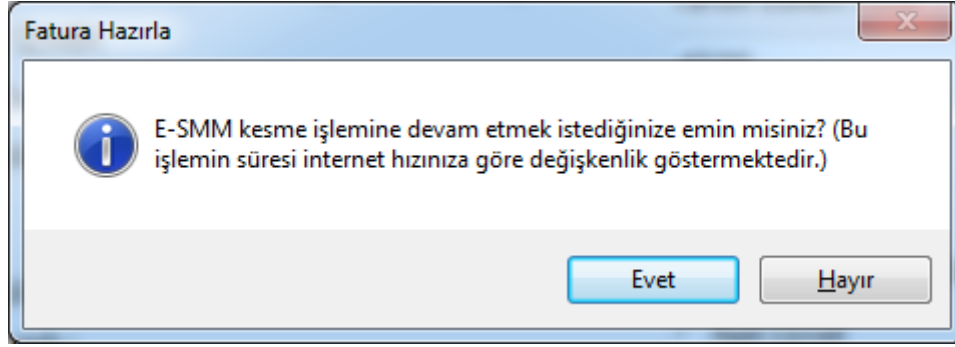 Fatura Hazırla
E-SMM kesme işlemine devam etmek istediğinize emin misiniz? (Bu
işlemin süresi internet hızınıza göre değişkenlik göstermektedir.)
Evet
Hayır